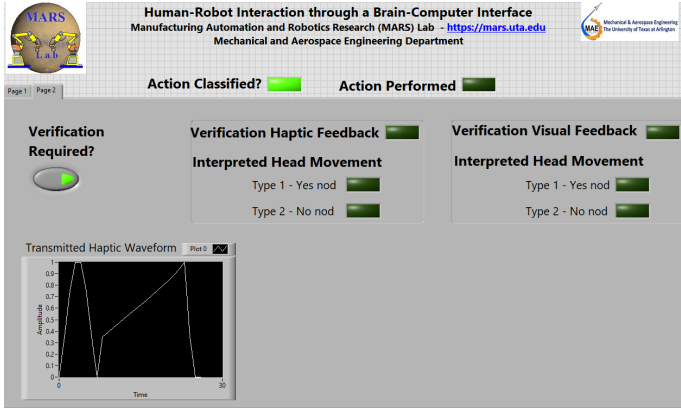 MARS
Lab
Human-Robot Interaction through a Brain-Computer Interface
Manufacturing Automation and Robotics Research (MARS) Lab - https://mars.uta.edu
Mechanical and Aerospace Engineering Department
MAE
Mechanical & Aerospace Engineering
The University of Texas at Arlington
Action Classified?
Action Performed
Page 1
Page 2
Verification
Required?
Verification Haptic Feedback
Interpreted Head Movement
Type 1 - Yes nod
Type 2 - No nod
Verification Visual Feedback
Interpreted Head Movement
Type 1 - Yes nod
Type 2 - No nod
Transmitted Haptic Waveform
Plot 0
Amplitude
1
0.9
0.8
0.7
0.6
0.5
0.4
0.3
0.2
0.1
0
0
30
Time